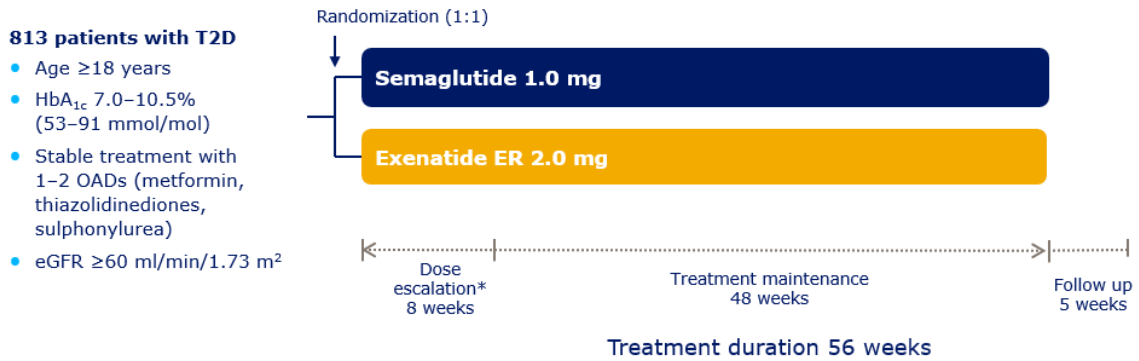 Randomization (1:1)
813 patients with T2D
Age ≥18 years
HbA1c 7.0–10.5%
(53–91 mmol/mol)
Stable treatment with
1–2 OADs (metformin,
thiazolidinediones,
sulphonylurea)
eGFR ≥60 ml/min/1.73 m²
Semaglutide 1.0 mg
Exenatide ER 2.0 mg
Dose
escalation*
8 weeks
Treatment maintenance
48 weeks
Follow up
5 weeks
Treatment duration 56 weeks